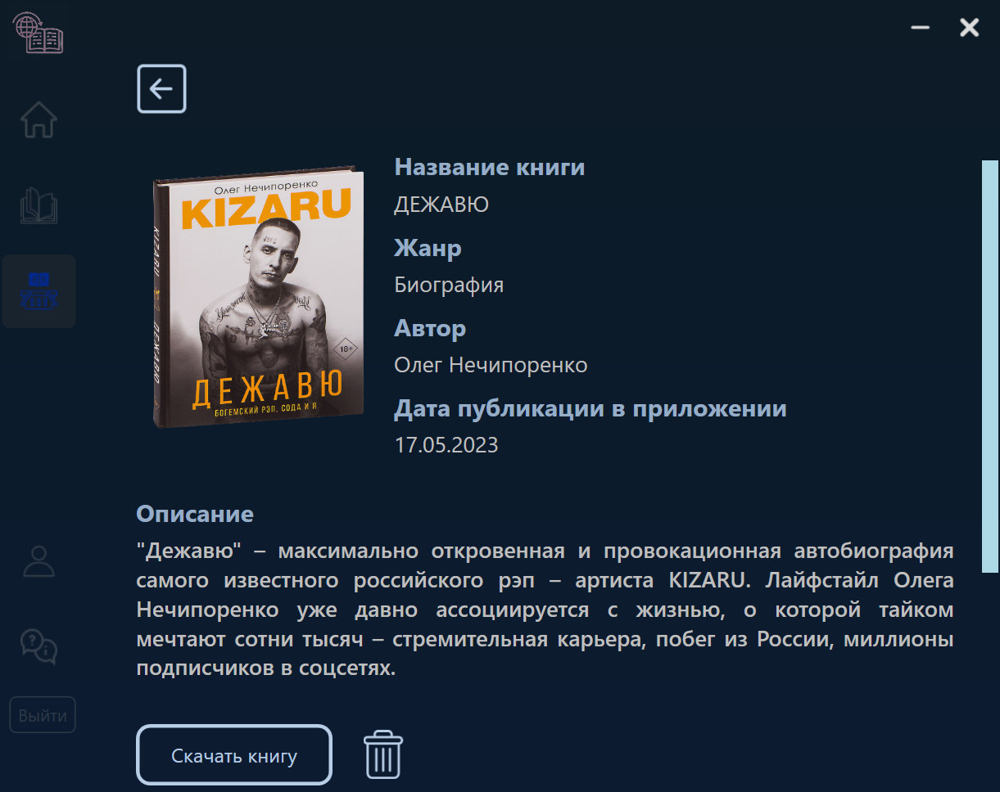 Название книги
ДЕЖАВЮ
Жанр
Биография
Автор
Олег Нечипоренко
Дата публикации в приложении
17.05.2023
Олег Нечипоренко
KIZARU
18+
ДЕЖАВЮ
БОГЕМСКИЙ РЭП, СОДА И Я
KIZARU ДЕЖАВЮ
Описание
"Дежавю" – максимально откровенная и провокационная автобиография
самого известного российского рэп – артиста KIZARU. Лайфстайл Олега
Нечипоренко уже давно ассоциируется с жизнью, о которой тайком
мечтают сотни тысяч – стремительная карьера, побег из России, миллионы
подписчиков в соцсетях.
Выйти
Скачать книгу